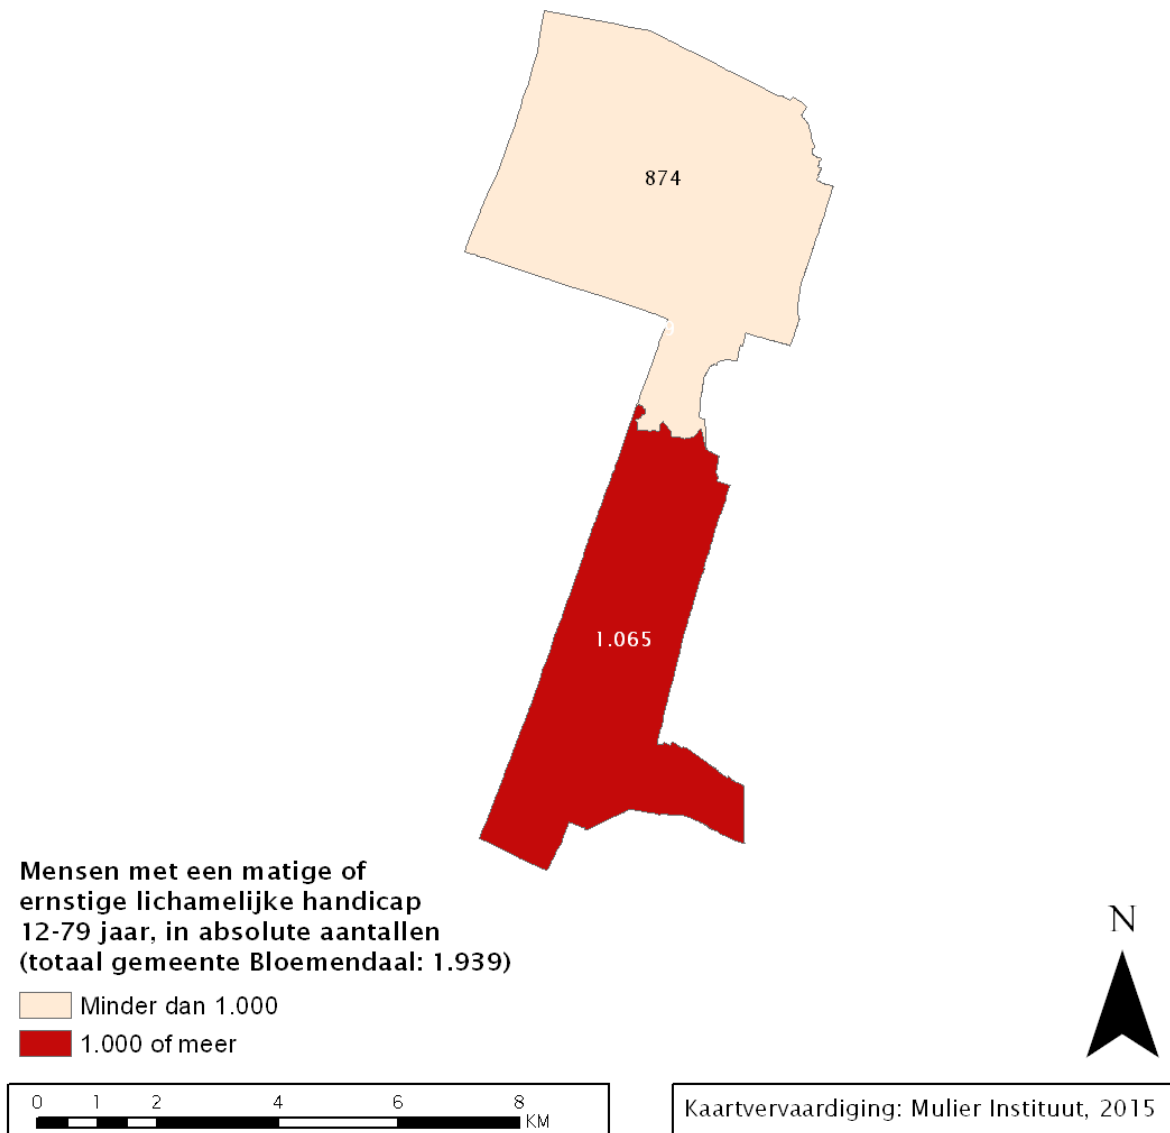 874
1.065
Mensen met een matige of
ernstige lichamelijke handicap
12-79 jaar, in absolute aantallen
(totaal gemeente Bloemendaal: 1.939)
Minder dan 1.000
1.000 of meer
N
0 1 2 4 6 8
KM
Kaartvervaardiging: Mulier Instituut, 2015